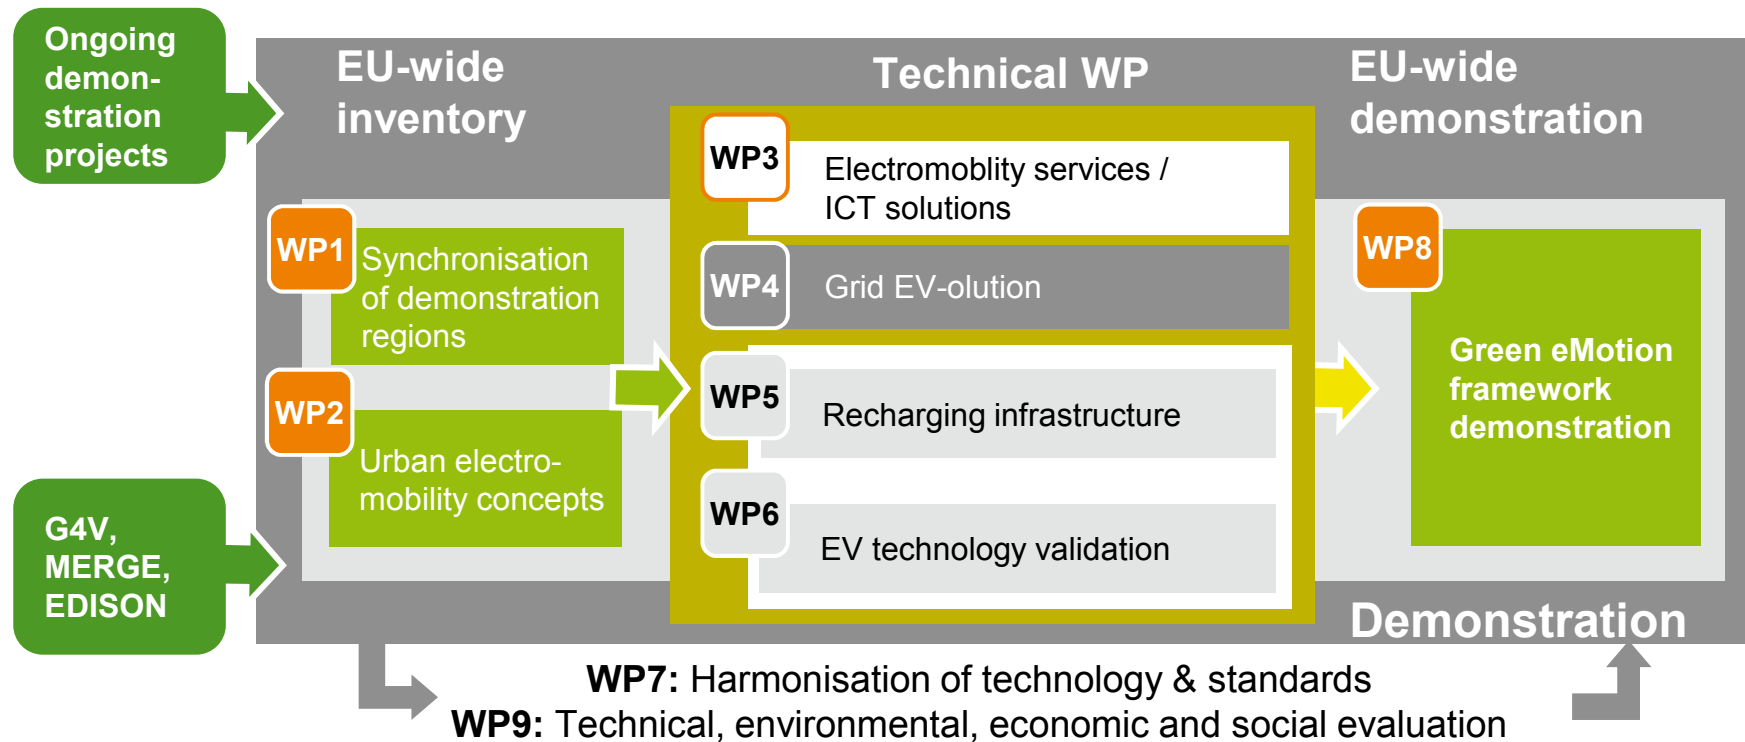 Ongoing
demon-
stration
projects
G4V,
MERGE,
EDISON
EU-wide
inventory
WP1
Synchronisation
of demonstration
regions
WP2
Urban electro-
mobility concepts
Technical WP
WP3
Electromoblity services /
ICT solutions
WP4
Grid EV-olution
WP5
Recharging infrastructure
WP6
EV technology validation
EU-wide
demonstration
WP8
Green eMotion
framework
demonstration
Demonstration
WP7: Harmonisation of technology & standards
WP9: Technical, environmental, economic and social evaluation